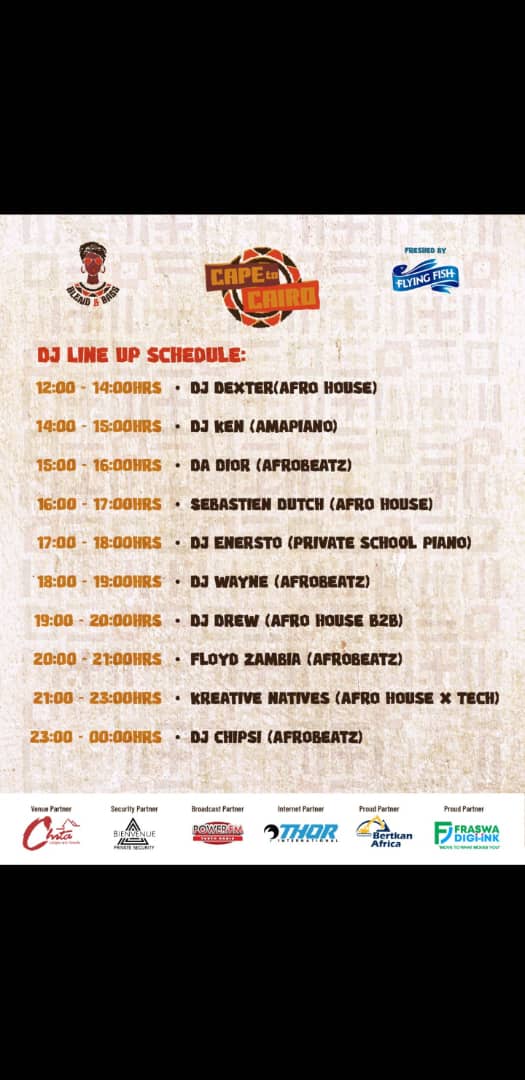 BLEND & BASS
CAPE to CAIRO
FRESHED BY
FLYING FISH
DJ LINE UP SCHEDULE:
12:00 - 14:00HRS • DJ DEXTER(AFRO HOUSE)
14:00 - 15:00HRS • DJ KEN (AMAPIANO)
15:00 - 16:00HRS • DA DIOR (AFROBEATZ)
16:00 - 17:00HRS • SEBASTIEN DUTCH (AFRO HOUSE)
17:00 - 18:00HRS • DJ ENERSTO (PRIVATE SCHOOL PIANO)
18:00 - 19:00HRS • DJ WAYNE (AFROBEATZ)
19:00 - 20:00HRS • DJ DREW (AFRO HOUSE B2B)
20:00 - 21:00HRS • FLOYD ZAMBIA (AFROBEATZ)
21:00 - 23:00HRS • KREATIVE NATIVES (AFRO HOUSE X TECH)
23:00 - 00:00HRS • DJ CHIPSI (AFROBEATZ)
Venue Partner Security Partner Broadcast Partner Internet Partner Proud Partner Proud Partner
Chita
BIENVENUE
PRIVATE SECURITY
POWER FM
THOR
INTERNATIONAL
Bertkan
Africa
FRASWA
DIGI-INK